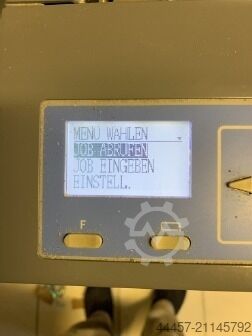 MENU WAHLEN
JOB ABRUFEN
JOB EINGEBEN
EINSTELL.
F
44457-21145792